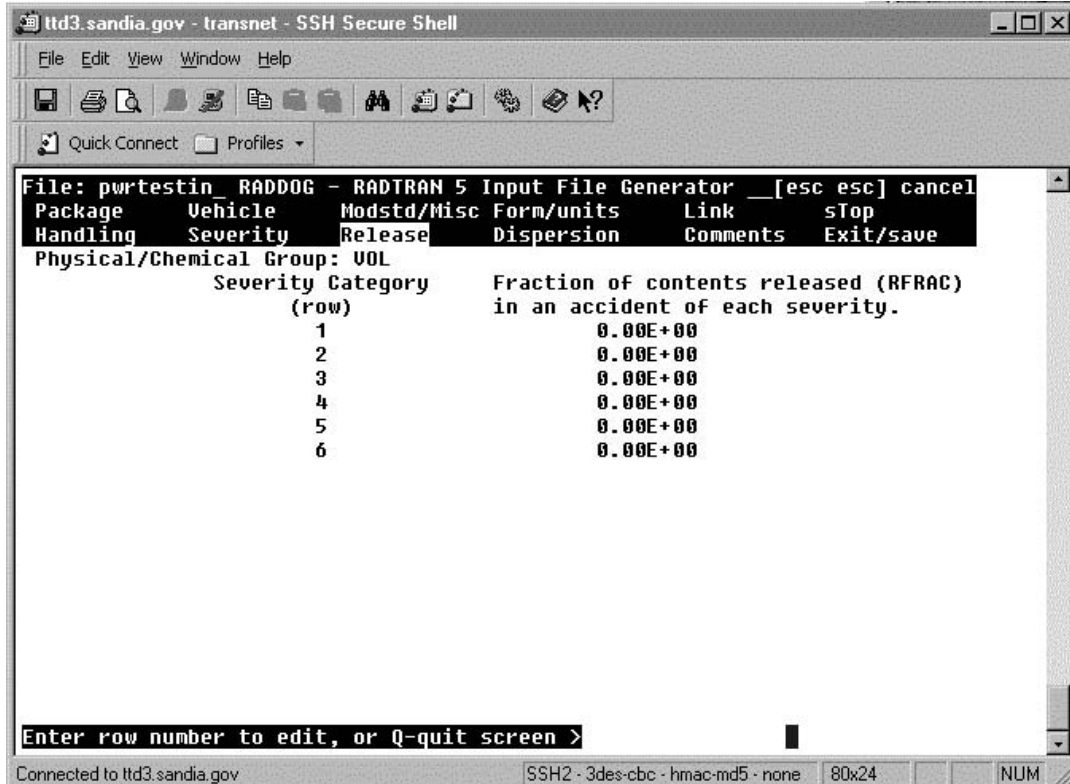 ttd3.sandia.gov - transnet - SSH Secure Shell
File Edit View Window Help
Quick Connect Profiles
File: pwrtestin_ RADDOG - RADTRAN 5 Input File Generator __[esc esc] cancel
Package Vehicle Modstd/Misc Form/units Link sTop
Handling Severity Release Dispersion Comments Exit/save
Physical/Chemical Group: VOL
Severity Category Fraction of contents released (RFRAC)
(row) in an accident of each severity.
1 0.00E+00
2 0.00E+00
3 0.00E+00
4 0.00E+00
5 0.00E+00
6 0.00E+00
Enter row number to edit, or Q-quit screen >
Connected to ttd3.sandia.gov SSH2 - 3des-cbc - hmac-md5 - none 80x24 NUM